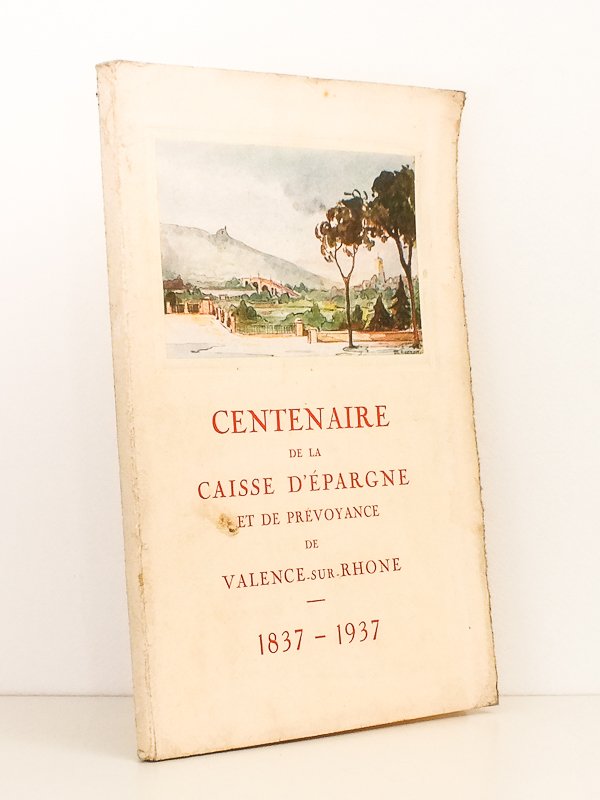 CENTENAIRE
DE LA
CAISSE D'ÉPARGNE
ET DE PRÉVOYANCE
DE
VALENCE-SUR-RHONE
1837 - 1937